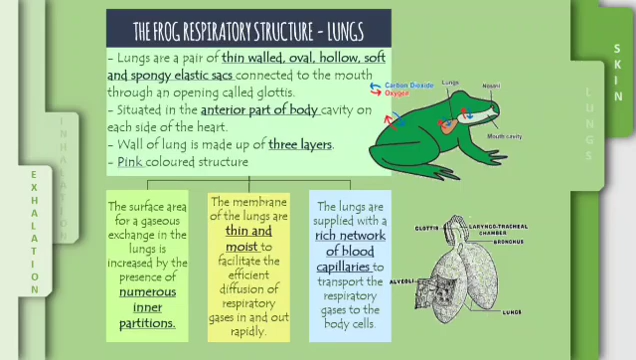 THE FROG RESPIRATORY STRUCTURE - LUNGS
- Lungs are a pair of thin walled, oval, hollow, soft
and spongy elastic sacs connected to the mouth
through an opening called glottis.
- Situated in the anterior part of body cavity on
each side of the heart.
- Wall of lung is made up of three layers.
- Pink coloured structure
Carbon Dioxide
Oxygen
Lungs
Nostril
Mouth cavity
The surface area
for a gaseous
exchange in the
lungs is
increased by the
presence of
numerous
inner
partitions.
The membrane
of the lungs are
thin and
moist to
facilitate the
efficient
diffusion of
respiratory
gases in and out
rapidly.
The lungs are
supplied with a
rich network
of blood
capillaries to
transport the
respiratory
gases to the
body cells.
GLOTTIS
LARYNGO-TRACHEAL
CHAMBER
BRONCHUS
ALVEOLI
LUNGS
EXHALATION
INHALATION
LUNGS
SKIN